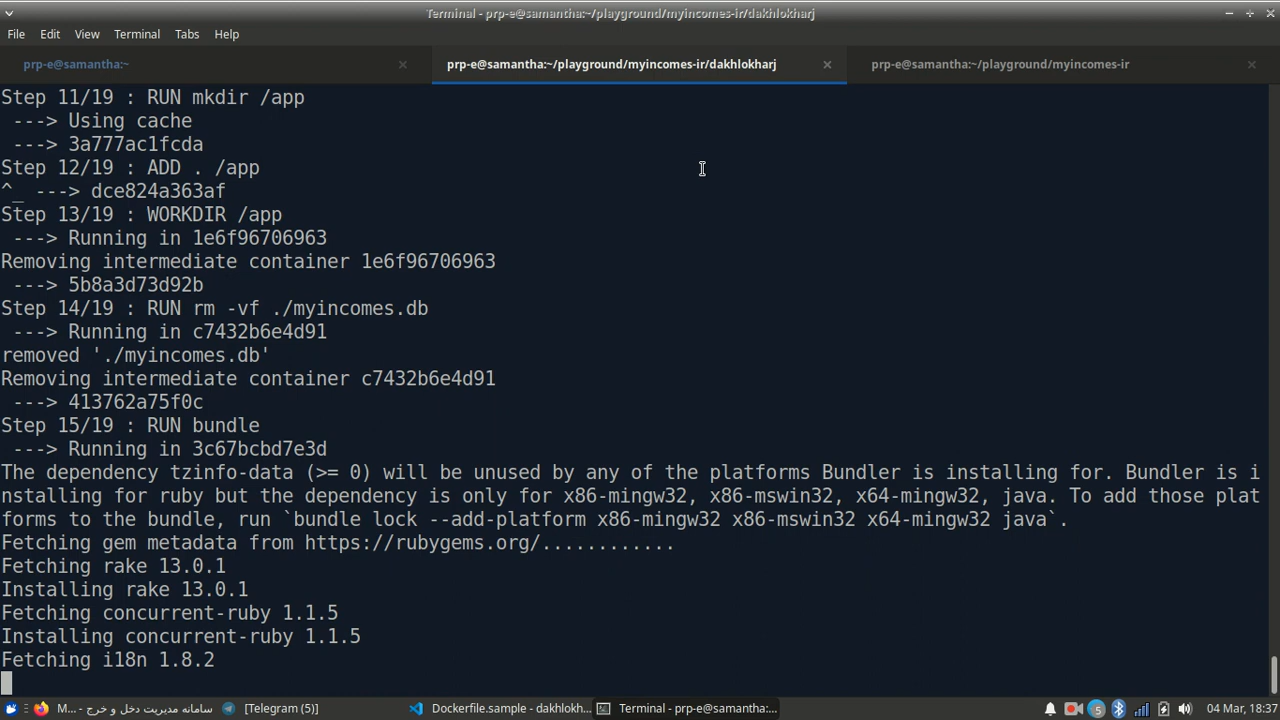 Terminal - prp-e@samantha:~/playground/myincomes-ir/dakhlokharj
File Edit View Terminal Tabs Help
prp-e@samantha:~ prp-e@samantha:~/playground/myincomes-ir/dakhlokharj prp-e@samantha:~/playground/myincomes-ir
Step 11/19 : RUN mkdir /app
---> Using cache
---> 3a777ac1fcda
Step 12/19 : ADD . /app
^_ ---> dce824a363af
Step 13/19 : WORKDIR /app
---> Running in 1e6f96706963
Removing intermediate container 1e6f96706963
---> 5b8a3d73d92b
Step 14/19 : RUN rm -vf ./myincomes.db
---> Running in c7432b6e4d91
removed './myincomes.db'
Removing intermediate container c7432b6e4d91
---> 413762a75f0c
Step 15/19 : RUN bundle
---> Running in 3c67bcbd7e3d
The dependency tzinfo-data (>= 0) will be unused by any of the platforms Bundler is installing for. Bundler is i
nstalling for ruby but the dependency is only for x86-mingw32, x86-mswin32, x64-mingw32, java. To add those plat
forms to the bundle, run `bundle lock --add-platform x86-mingw32 x86-mswin32 x64-mingw32 java`.
Fetching gem metadata from https://rubygems.org/............
Fetching rake 13.0.1
Installing rake 13.0.1
Fetching concurrent-ruby 1.1.5
Installing concurrent-ruby 1.1.5
Fetching i18n 1.8.2
سامانه مدیریت دخل و خرج - M... [Telegram (5)] Dockerfile.sample - dakhlokh... Terminal - prp-e@samantha:... 04 Mar, 18:37